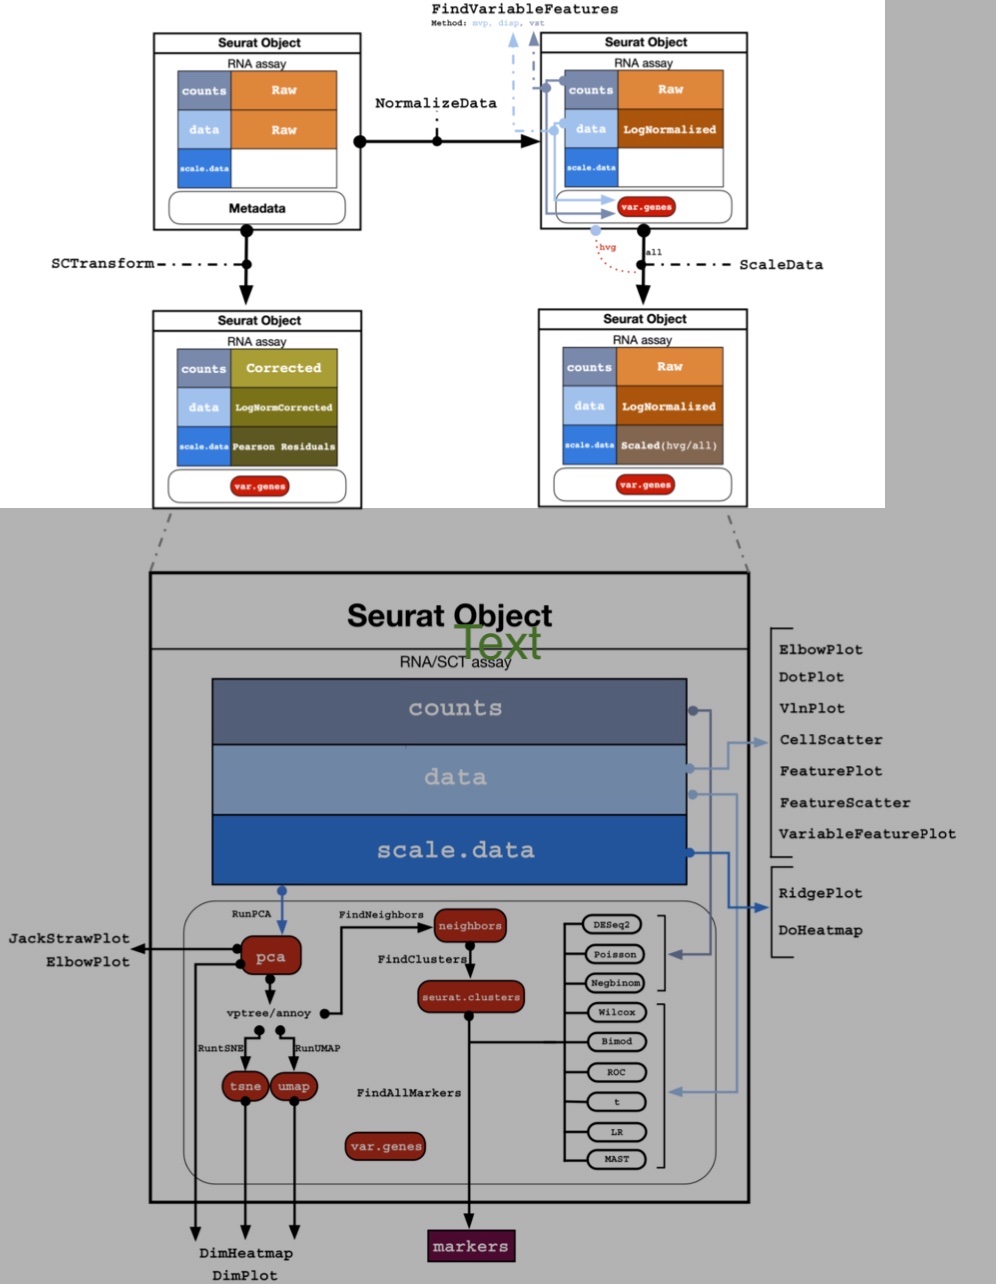 FindVariableFeatures
Method: mvp, disp, vst
Seurat Object
RNA assay
counts Raw
data Raw
scale.data
Metadata
NormalizeData
Seurat Object
RNA assay
counts Raw
data LogNormalized
scale.data
var.genes
hvg
all
SCTransform
ScaleData
Seurat Object
RNA assay
counts Corrected
data LogNormCorrected
scale.data Pearson Residuals
var.genes
Seurat Object
RNA assay
counts Raw
data LogNormalized
scale.data Scaled(hvg/all)
var.genes
Seurat Object
Text
RNA/SCT assay
counts
data
scale.data
ElbowPlot
DotPlot
VlnPlot
CellScatter
FeaturePlot
FeatureScatter
VariableFeaturePlot
RidgePlot
DoHeatmap
RunPCA
FindNeighbors
neighbors
JackStrawPlot
ElbowPlot
pca
FindClusters
seurat.clusters
vptree/annoy
RuntSNE
RunUMAP
tsne
umap
FindAllMarkers
var.genes
DESeq2
Poisson
Negbinom
Wilcox
Bimod
ROC
t
LR
MAST
DimHeatmap
DimPlot
markers